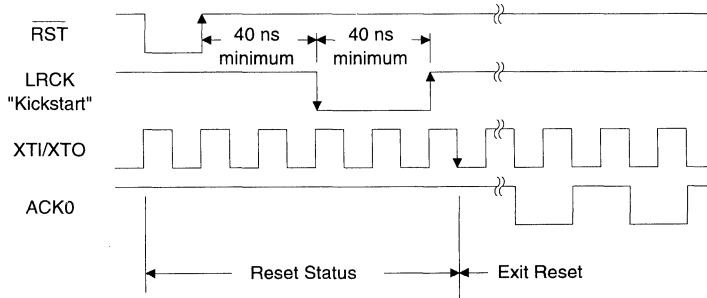 RST
40 ns
minimum
40 ns
minimum
LRCK
"Kickstart"
XTI/XTO
ACK0
Reset Status
Exit Reset